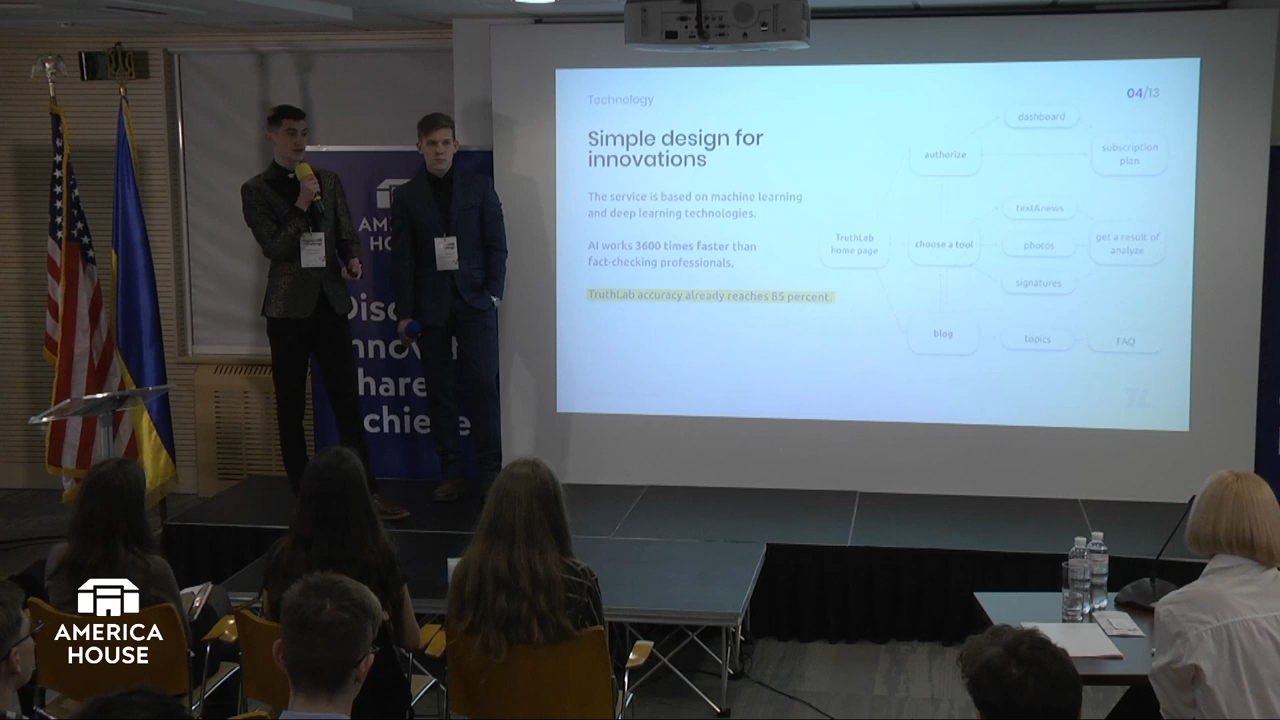 Technology
04/13
Simple design for
innovations
The service is based on machine learning
and deep learning technologies.
AI works 3600 times faster than
fact-checking professionals.
TruthLab accuracy already reaches 85 percent.
dashboard
authorize
subscription
plan
text&news
TruthLab
home page
choose a tool
photos
get a result of
analyze
signatures
blog
topics
FAQ
TL
AMERICA
HOUSE